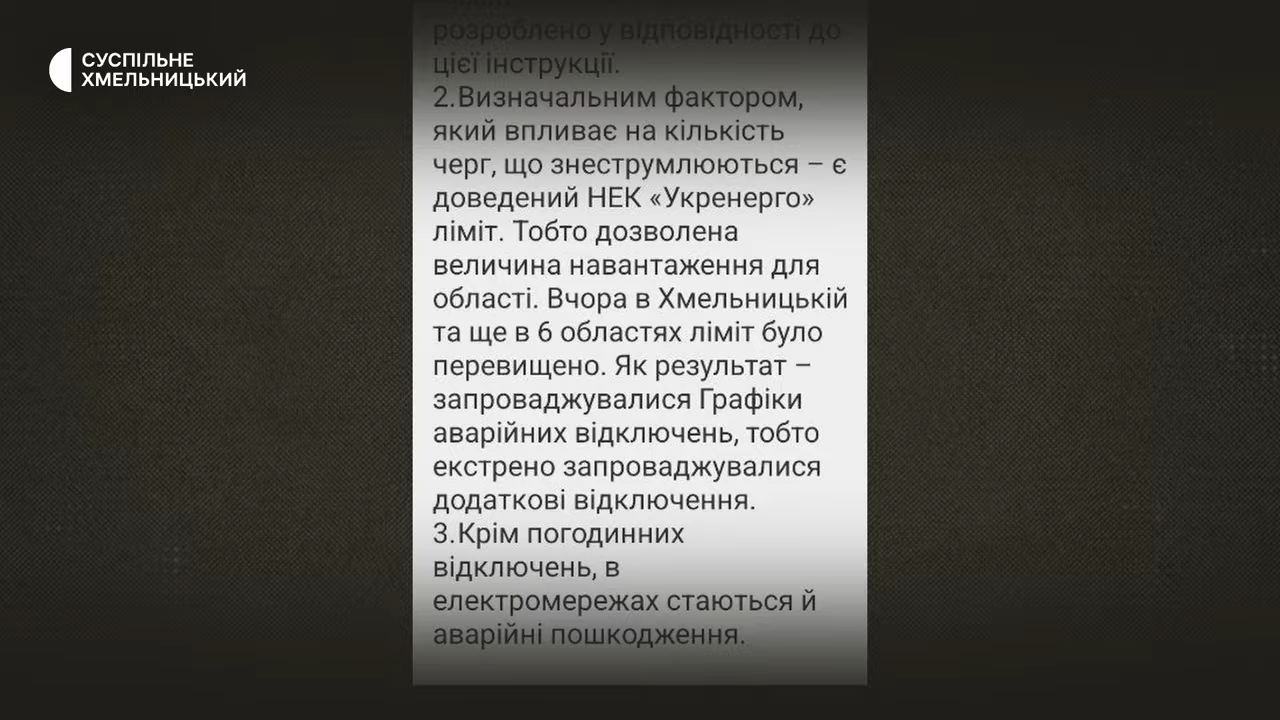 СУСПІЛЬНЕ
ХМЕЛЬНИЦЬКИЙ
розроблено у відповідності до
цієї інструкції.
2.Визначальним фактором,
який впливає на кількість
черг, що знеструмлюються – є
доведений НЕК «Укренерго»
ліміт. Тобто дозволена
величина навантаження для
області. Вчора в Хмельницькій
та ще в 6 областях ліміт було
перевищено. Як результат –
запроваджувалися Графіки
аварійних відключень, тобто
екстрено запроваджувалися
додаткові відключення.
3.Крім погодинних
відключень, в
електромережах стаються й
аварійні пошкодження.